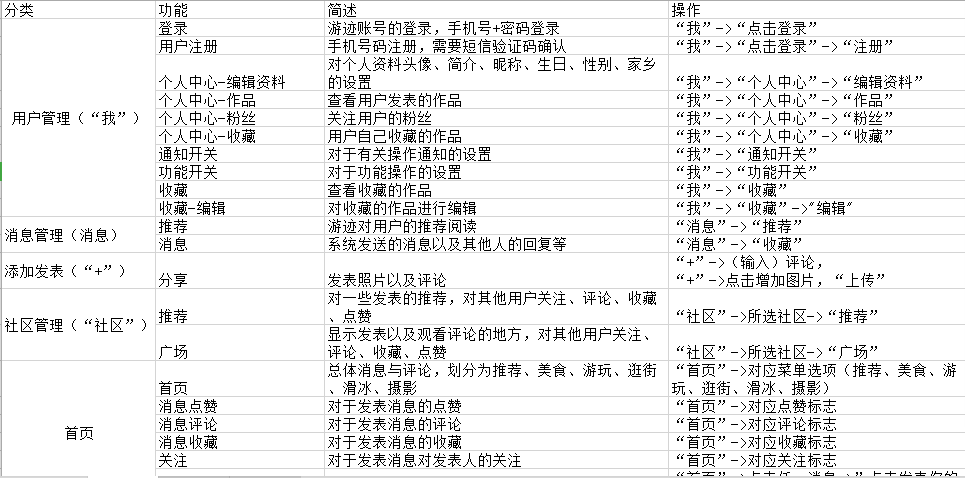 分类 功能 简述 操作
登录 游迹账号的登录，手机号+密码登录 “我”->“点击登录”
用户注册 手机号码注册，需要短信验证码确认 “我”->“点击登录”->“注册”
对个人资料头像、简介、昵称、生日、性别、家乡
个人中心-编辑资料 的设置 “我”->“个人中心”->“编辑资料”
个人中心-作品 查看用户发表的作品 “我”->“个人中心”->“作品”
用户管理（“我”） 个人中心-粉丝 关注用户的粉丝 “我”->“个人中心”->“粉丝”
个人中心-收藏 用户自己收藏的作品 “我”->“个人中心”->“收藏”
通知开关 对于有关操作通知的设置 “我”->“通知开关”
功能开关 对于功能操作的设置 “我”->“功能开关”
收藏 查看收藏的作品 “我”->“收藏”
收藏-编辑 对收藏的作品进行编辑 “我”->“收藏”->"编辑"
消息管理（消息） 推荐 游迹对用户的推荐阅读 “消息”->“推荐”
消息 系统发送的消息以及其他人的回复等 “消息”->“收藏”
添加发表（“+”） “+”->（输入）评论，
分享 发表照片以及评论 “+”->点击增加图片，“上传”
对一些发表的推荐，对其他用户关注、评论、收藏
社区管理（“社区”） 推荐 、点赞 “社区”->所选社区->“推荐”
显示发表以及观看评论的地方，对其他用户关注、
广场 评论、收藏、点赞 “社区”->所选社区->“广场”
总体消息与评论，划分为推荐、美食、游玩、逛街 “首页”->对应菜单选项（推荐、美食、游
首页 、滑冰、摄影 玩、逛街、滑冰、摄影）
消息点赞 对于发表消息的点赞 “首页”->对应点赞标志
消息评论 对于发表消息的评论 “首页”->对应评论标志
首页 消息收藏 对于发表消息的收藏 “首页”->对应收藏标志
关注 对于发表消息对发表人的关注 “首页”->对应关注标志